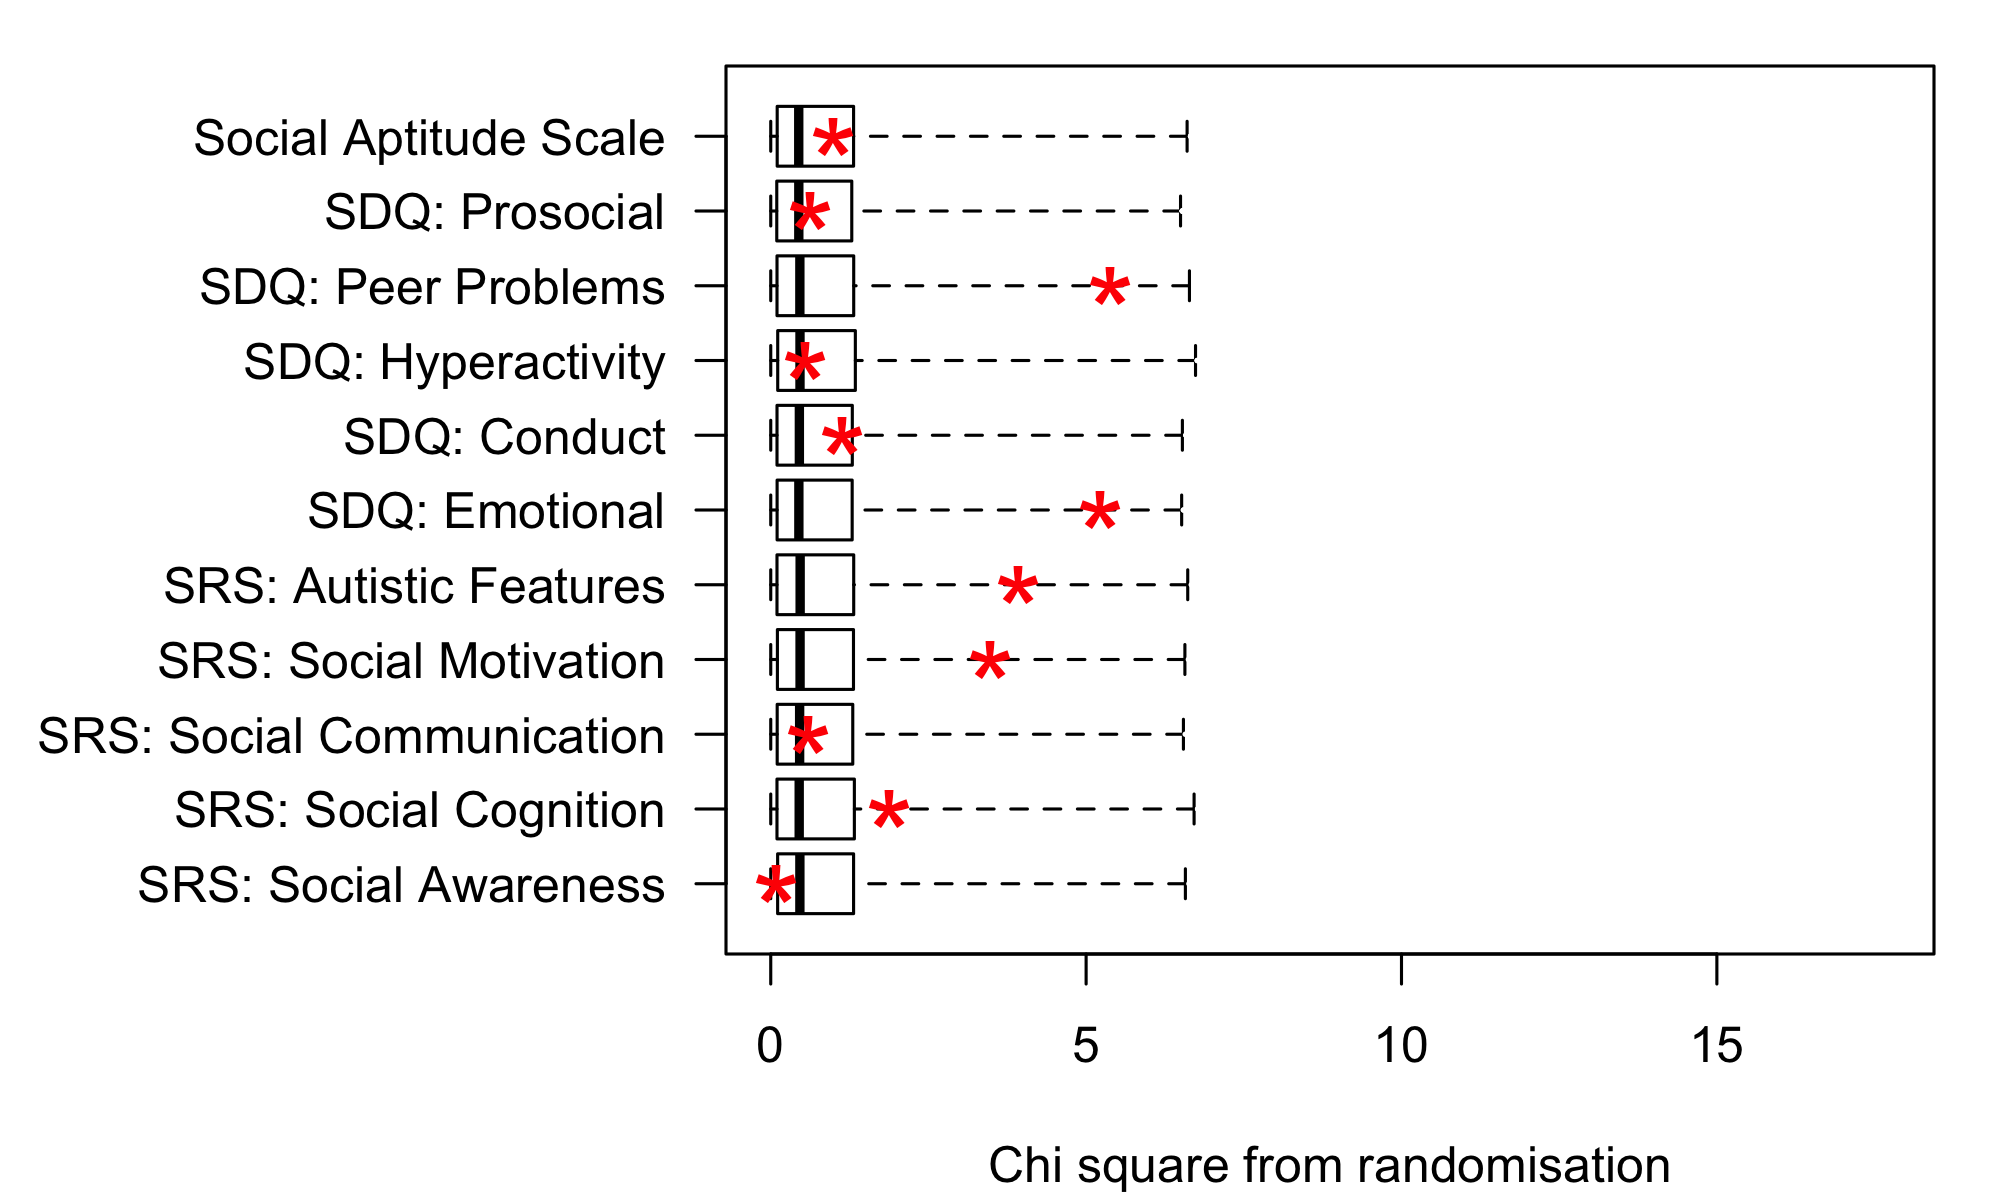 Social Aptitude Scale
SDQ: Prosocial
SDQ: Peer Problems
SDQ: Hyperactivity
SDQ: Conduct
SDQ: Emotional
SRS: Autistic Features
SRS: Social Motivation
SRS: Social Communication
SRS: Social Cognition
SRS: Social Awareness
0 5 10 15
Chi square from randomisation